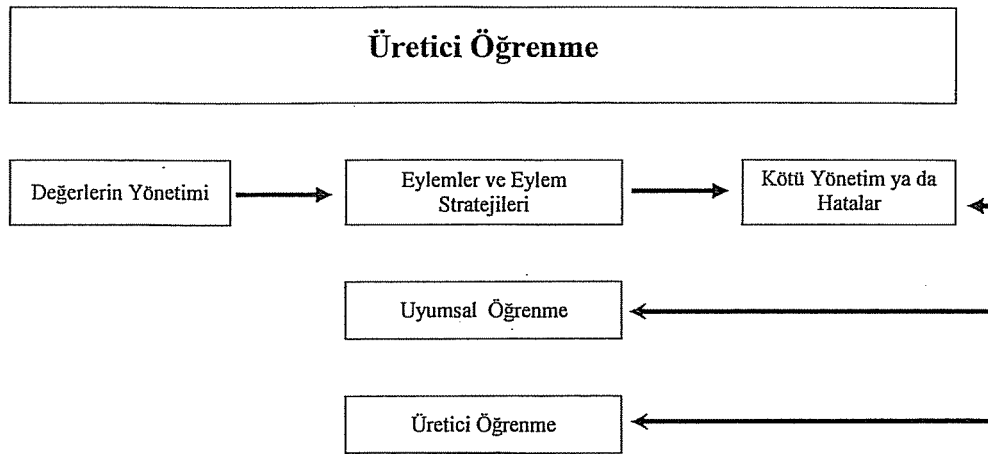 Üretici Öğrenme
Değerlerin Yönetimi
Eylemler ve Eylem
Stratejileri
Kötü Yönetim ya da
Hatalar
Uyumsal Öğrenme
Üretici Öğrenme